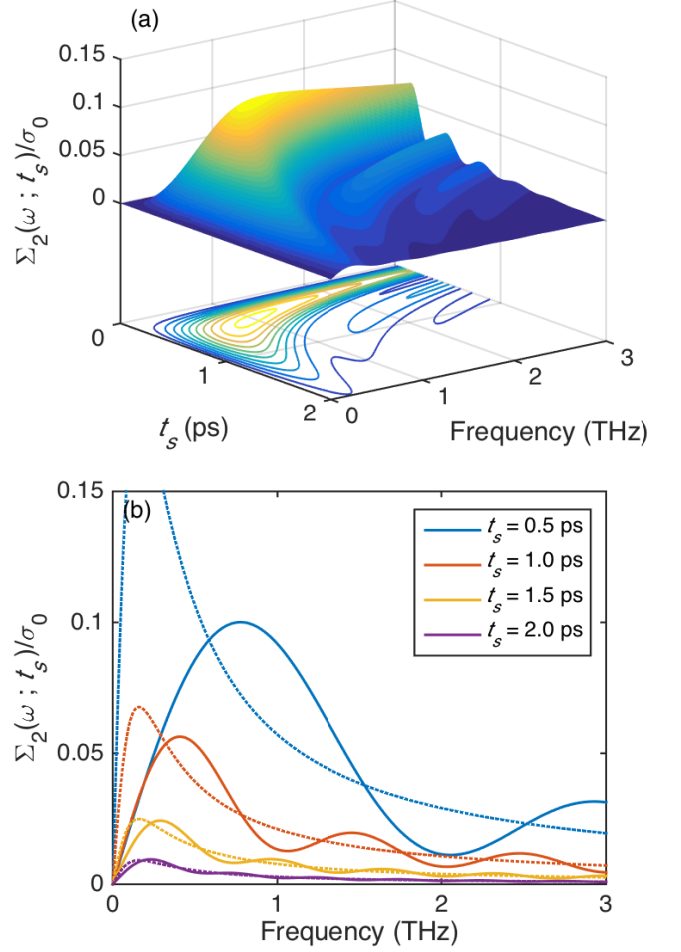 (a)
0.15
0.1
0.05
0
Σ₂(ω ; tₛ)/σ₀
0
1
2
tₛ (ps)
0
1
2
3
Frequency (THz)
(b)
0.15
0.1
0.05
0
Σ₂(ω ; tₛ)/σ₀
tₛ = 0.5 ps
tₛ = 1.0 ps
tₛ = 1.5 ps
tₛ = 2.0 ps
0
1
2
3
Frequency (THz)